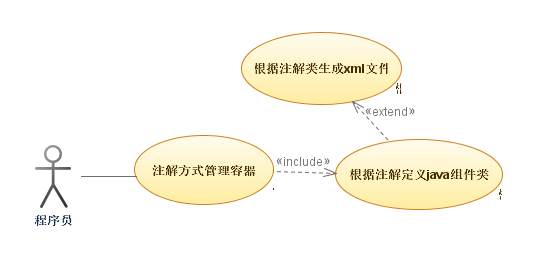 根据注解类生成xml文件
«extend»
«include»
注解方式管理容器
根据注解定义java组件类
程序员